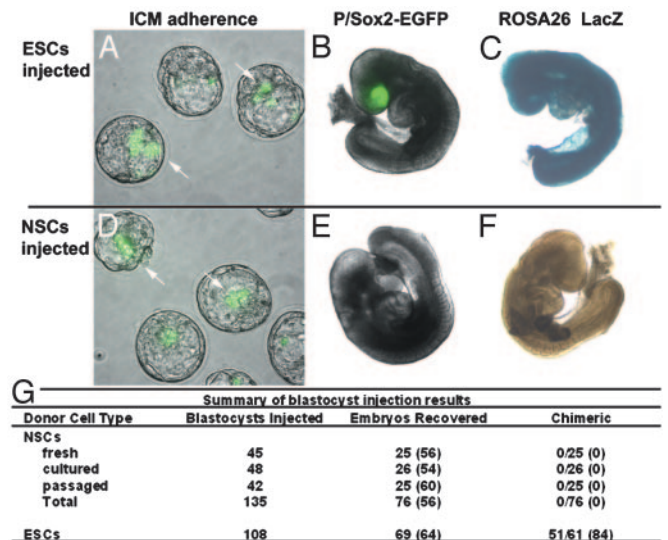 ICM adherence P/Sox2-EGFP ROSA26 LacZ
ESCs injected
A B C
NSCs injected
D E F
G
Summary of blastocyst injection results
Donor Cell Type Blastocysts Injected Embryos Recovered Chimeric
NSCs
fresh 45 25 (56) 0/25 (0)
cultured 48 26 (54) 0/26 (0)
passaged 42 25 (60) 0/25 (0)
Total 135 76 (56) 0/76 (0)
ESCs 108 69 (64) 51/61 (84)